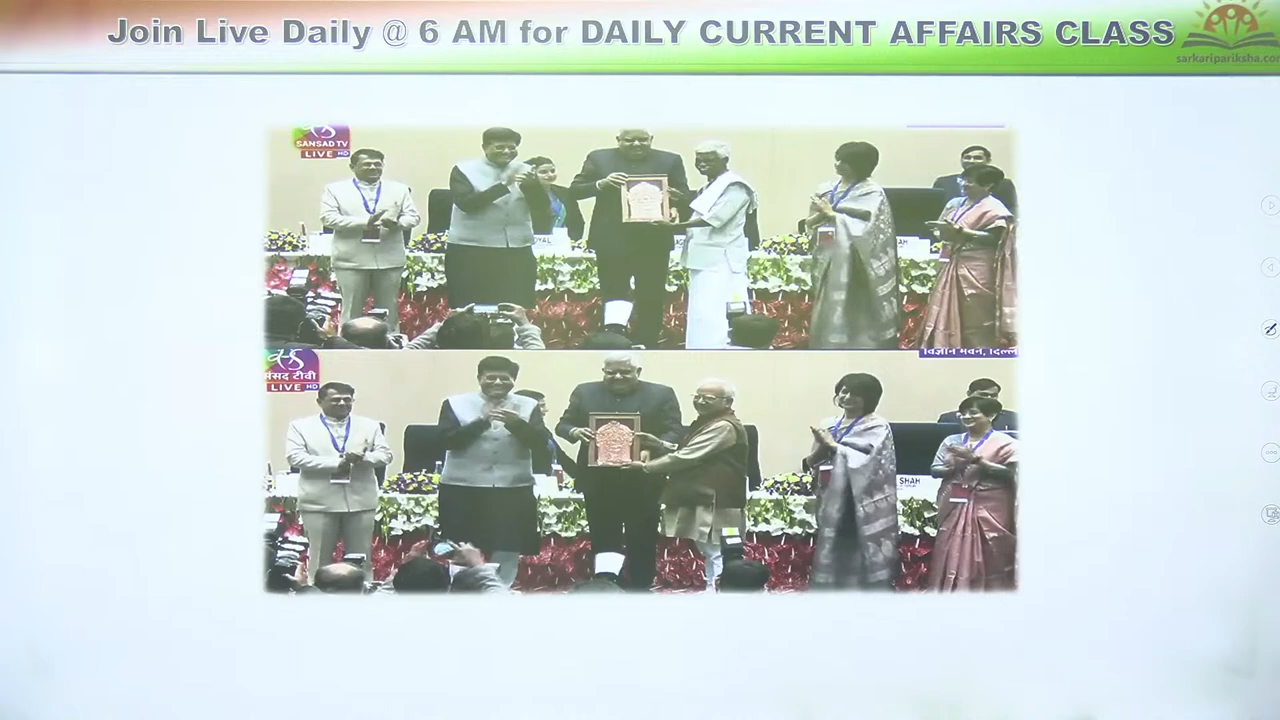 Join Live Daily @ 6 AM for DAILY CURRENT AFFAIRS CLASS
sarkaripariksha.com
SANSAD TV
LIVE HD
विज्ञान भवन, दिल्ली
संसद टीवी
LIVE HD
SHAH